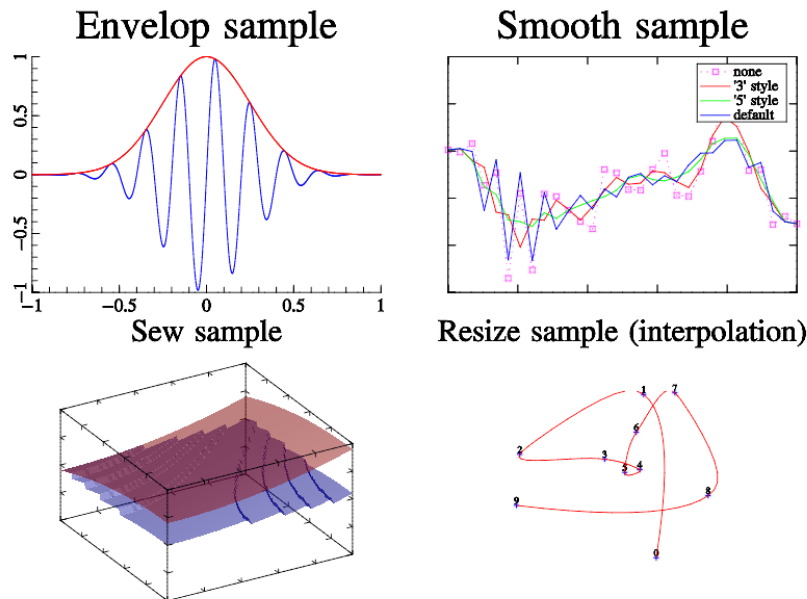 Envelop sample
Smooth sample
1
0.5
0
−0.5
−1
−1
−0.5
0
0.5
1
none
'3' style
'5' style
default
Sew sample
Resize sample (interpolation)
1
7
6
2
3
4
5
8
9
0